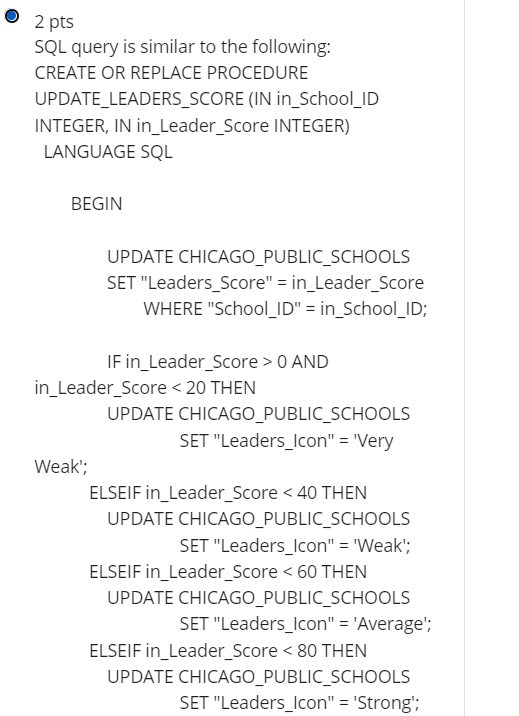 2 pts
SQL query is similar to the following:
CREATE OR REPLACE PROCEDURE
UPDATE_LEADERS_SCORE (IN in_School_ID
INTEGER, IN in_Leader_Score INTEGER)
LANGUAGE SQL
BEGIN
UPDATE CHICAGO_PUBLIC_SCHOOLS
SET "Leaders_Score" = in_Leader_Score
WHERE "School_ID" = in_School_ID;
IF in_Leader_Score > 0 AND
in_Leader_Score < 20 THEN
UPDATE CHICAGO_PUBLIC_SCHOOLS
SET "Leaders_Icon" = 'Very
Weak';
ELSEIF in_Leader_Score < 40 THEN
UPDATE CHICAGO_PUBLIC_SCHOOLS
SET "Leaders_Icon" = 'Weak';
ELSEIF in_Leader_Score < 60 THEN
UPDATE CHICAGO_PUBLIC_SCHOOLS
SET "Leaders_Icon" = 'Average';
ELSEIF in_Leader_Score < 80 THEN
UPDATE CHICAGO_PUBLIC_SCHOOLS
SET "Leaders_Icon" = 'Strong';